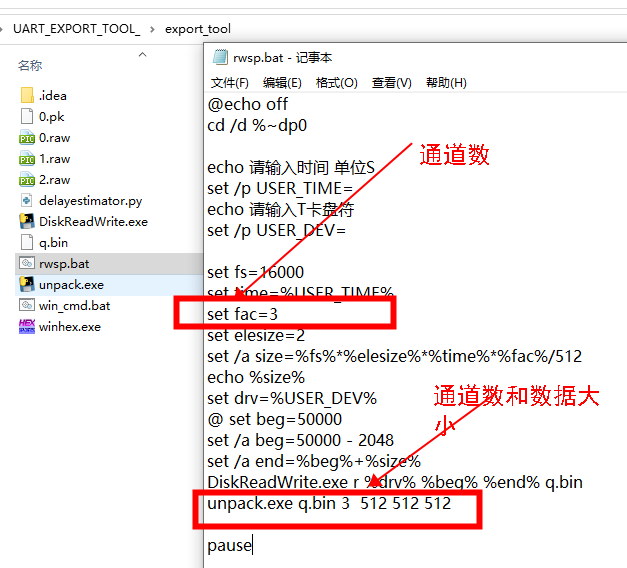 UART_EXPORT_TOOL_ > export_tool
名称
.idea
0.pk
0.raw
1.raw
2.raw
delayestimator.py
DiskReadWrite.exe
q.bin
rwsp.bat
unpack.exe
win_cmd.bat
winhex.exe
rwsp.bat - 记事本
文件(F) 编辑(E) 格式(O) 查看(V) 帮助(H)
@echo off
cd /d %~dp0
echo 请输入时间 单位S
set /p USER_TIME=
echo 请输入T卡盘符
set /p USER_DEV=
set fs=16000
set time=%USER_TIME%
set fac=3
set elesize=2
set /a size=%fs%*%elesize%*%time%*%fac%/512
echo %size%
set drv=%USER_DEV%
@ set beg=50000
set /a beg=50000 - 2048
set /a end=%beg%+%size%
DiskReadWrite.exe r %drv% %beg% %end% q.bin
unpack.exe q.bin 3  512 512 512
pause
通道数
通道数和数据大
小